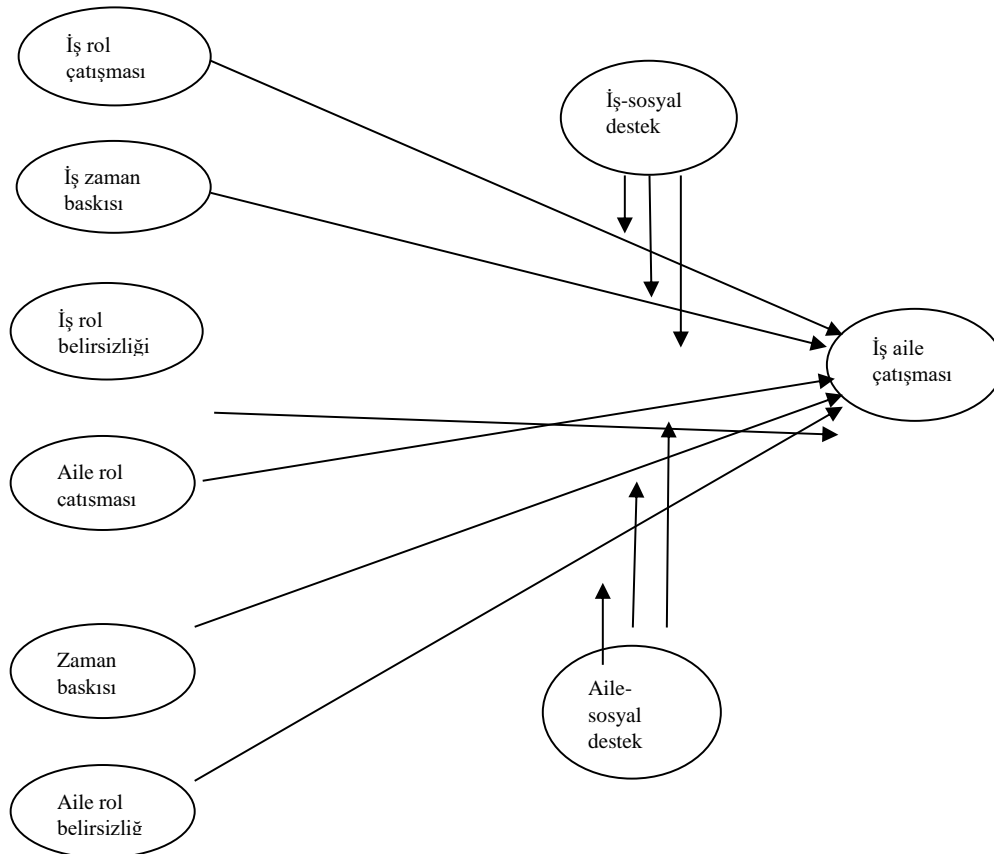 İş rol
çatışması
İş-sosyal
destek
İş zaman
baskısı
İş rol
belirsizliği
İş aile
çatışması
Aile rol
çatısması
Zaman
baskısı
Aile-
sosyal
destek
Aile rol
belirsizliğ